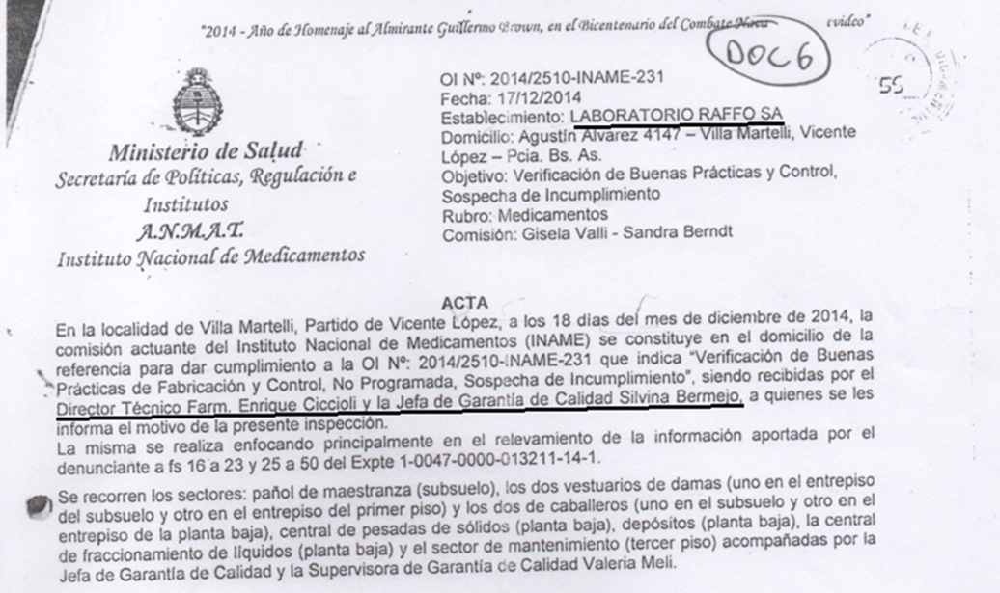 "2014 - Año de Homenaje al Almirante Guillermo Brown, en el Bicentenario del Combate Nava evideo"
DOC 6
55
OI Nº: 2014/2510-INAME-231
Fecha: 17/12/2014
Establecimiento: LABORATORIO RAFFO SA
Domicilio: Agustín Álvarez 4147 – Villa Martelli, Vicente
López – Pcia. Bs. As.
Objetivo: Verificación de Buenas Prácticas y Control,
Sospecha de Incumplimiento
Rubro: Medicamentos
Comisión: Gisela Valli - Sandra Berndt
Ministerio de Salud
Secretaría de Políticas, Regulación e
Institutos
A.N.M.A.T.
Instituto Nacional de Medicamentos
ACTA
En la localidad de Villa Martelli, Partido de Vicente López, a los 18 días del mes de diciembre de 2014, la
comisión actuante del Instituto Nacional de Medicamentos (INAME) se constituye en el domicilio de la
referencia para dar cumplimiento a la OI Nº: 2014/2510-INAME-231 que indica "Verificación de Buenas
Prácticas de Fabricación y Control, No Programada, Sospecha de Incumplimiento", siendo recibidas por el
Director Técnico Farm. Enrique Ciccioli y la Jefa de Garantía de Calidad Silvina Bermejo, a quienes se les
informa el motivo de la presente inspección.
La misma se realiza enfocando principalmente en el relevamiento de la información aportada por el
denunciante a fs 16 a 23 y 25 a 50 del Expte 1-0047-0000-013211-14-1.
Se recorren los sectores: pañol de maestranza (subsuelo), los dos vestuarios de damas (uno en el entrepiso
del subsuelo y otro en el entrepiso del primer piso) y los dos de caballeros (uno en el subsuelo y otro en el
entrepiso de la planta baja), central de pesadas de sólidos (planta baja), depósitos (planta baja), la central
de fraccionamiento de líquidos (planta baja) y el sector de mantenimiento (tercer piso) acompañadas por la
Jefa de Garantía de Calidad y la Supervisora de Garantía de Calidad Valeria Meli.